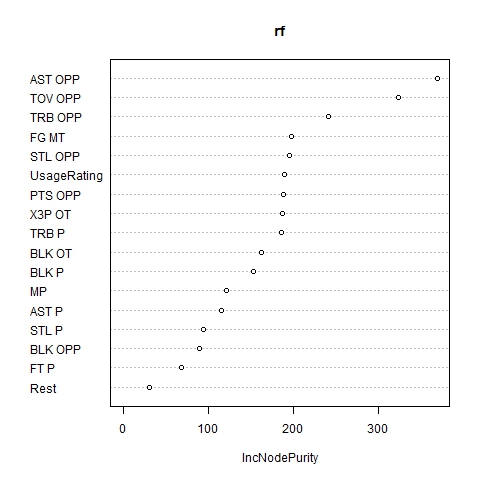 rf
AST OPP
TOV OPP
TRB OPP
FG MT
STL OPP
UsageRating
PTS OPP
X3P OT
TRB P
BLK OT
BLK P
MP
AST P
STL P
BLK OPP
FT P
Rest
0 100 200 300
IncNodePurity